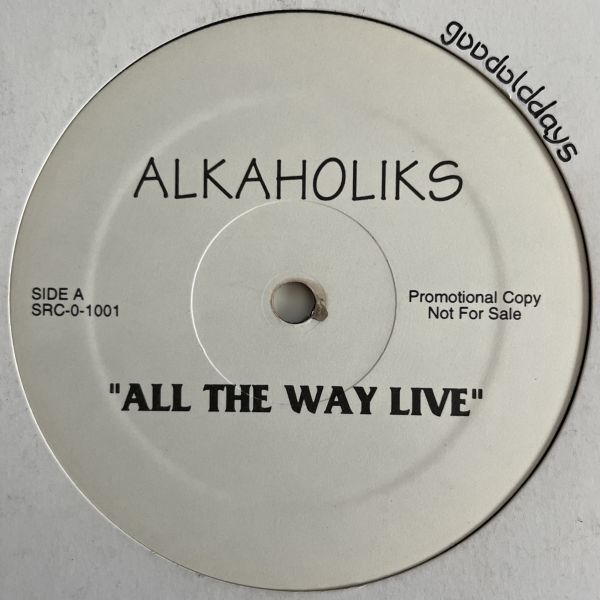 goodolddays
ALKAHOLIKS
SIDE A
SRC-0-1001
Promotional Copy
Not For Sale
"ALL THE WAY LIVE"